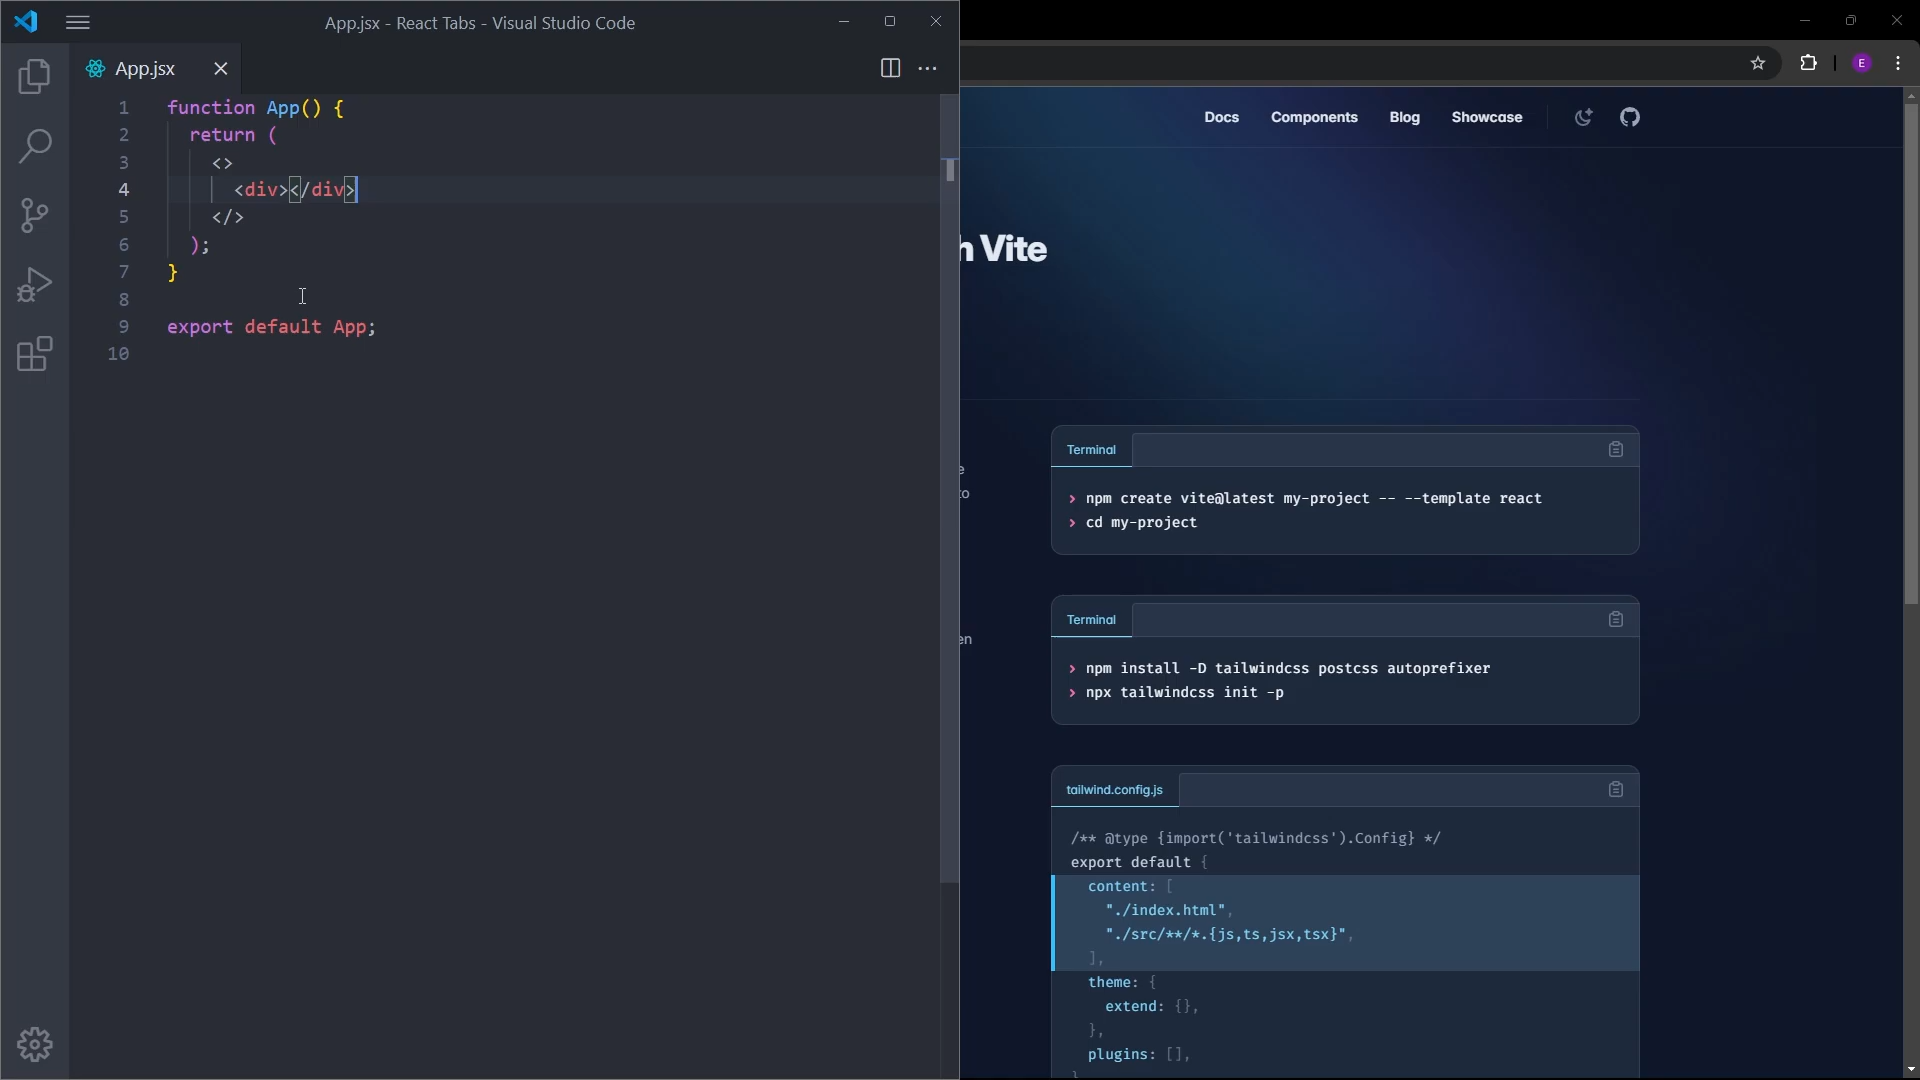 App.jsx - React Tabs - Visual Studio Code
App.jsx
1 function App() {
2 return (
3 <>
4 <div></div>
5 </>
6 );
7 }
8
9 export default App;
10
E
Docs Components Blog Showcase
h Vite
e
to
en
Terminal
> npm create vite@latest my-project -- --template react
> cd my-project
Terminal
> npm install -D tailwindcss postcss autoprefixer
> npx tailwindcss init -p
tailwind.config.js
/** @type {import('tailwindcss').Config} */
export default {
content: [
"./index.html",
"./src/**/*.{js,ts,jsx,tsx}",
],
theme: {
extend: {},
},
plugins: [],
}